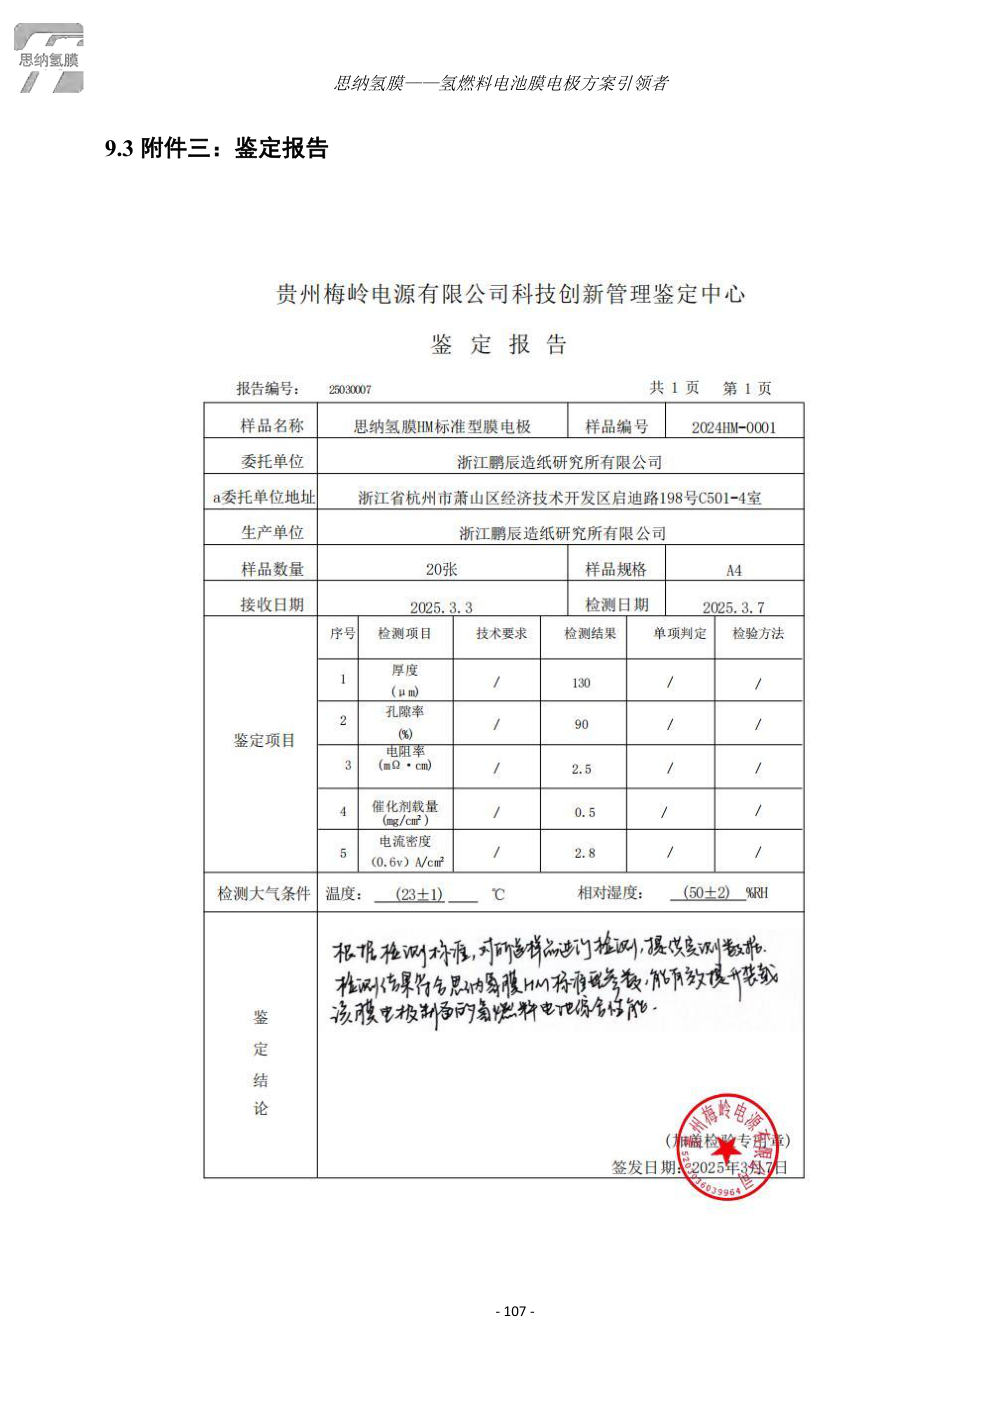 思纳氢膜
思纳氢膜——氢燃料电池膜电极方案引领者
9.3 附件三：鉴定报告
贵州梅岭电源有限公司科技创新管理鉴定中心
鉴 定 报 告
报告编号： 25030007 共 1 页 第 1 页
样品名称 思纳氢膜HM标准型膜电极 样品编号 2024HM-0001
委托单位 浙江鹏辰造纸研究所有限公司
a委托单位地址 浙江省杭州市萧山区经济技术开发区启迪路198号C501-4室
生产单位 浙江鹏辰造纸研究所有限公司
样品数量 20张 样品规格 A4
接收日期 2025.3.3 检测日期 2025.3.7
鉴定项目
序号 检测项目 技术要求 检测结果 单项判定 检验方法
1 厚度 (μm) / 130 / /
2 孔隙率 (%) / 90 / /
3 电阻率 (mΩ·cm) / 2.5 / /
4 催化剂载量 (mg/cm²) / 0.5 / /
5 电流密度 （0.6v）A/cm² / 2.8 / /
检测大气条件 温度： (23±1) ℃ 相对湿度： (50±2) %RH
鉴定结论
根据检测标准，对所送样品进行检测，提供实测数据.
检测结果符合思纳氢膜HM标准型参数，能有效提升装载
该膜电极制备的氢燃料电池综合性能.
(加盖检验专用章)
签发日期：2025年3月7日
贵州梅岭电源有限公司
5203036039964
- 107 -